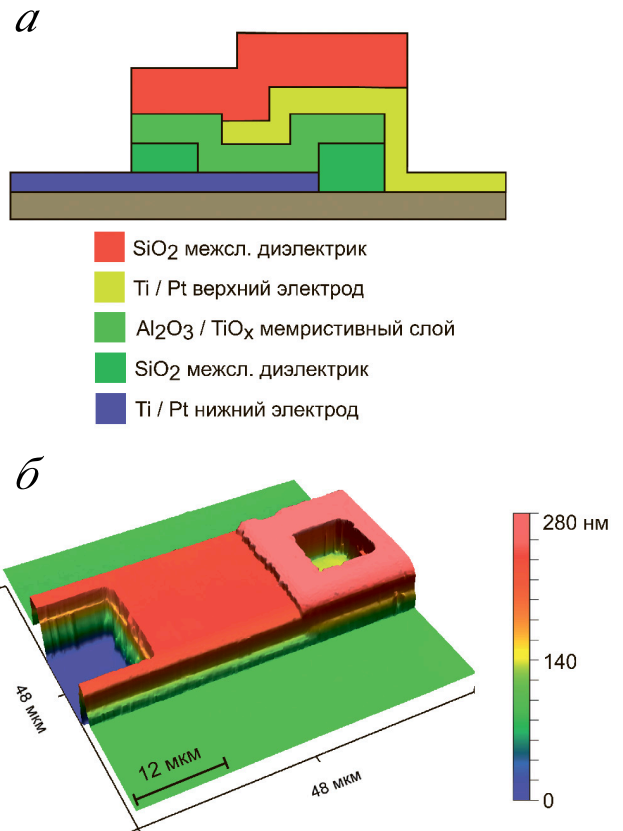 а
SiO2 межсл. диэлектрик
Ti / Pt верхний электрод
Al2O3 / TiOx мемристивный слой
SiO2 межсл. диэлектрик
Ti / Pt нижний электрод
б
280 нм
140
0
48 мкм
12 мкм
48 мкм